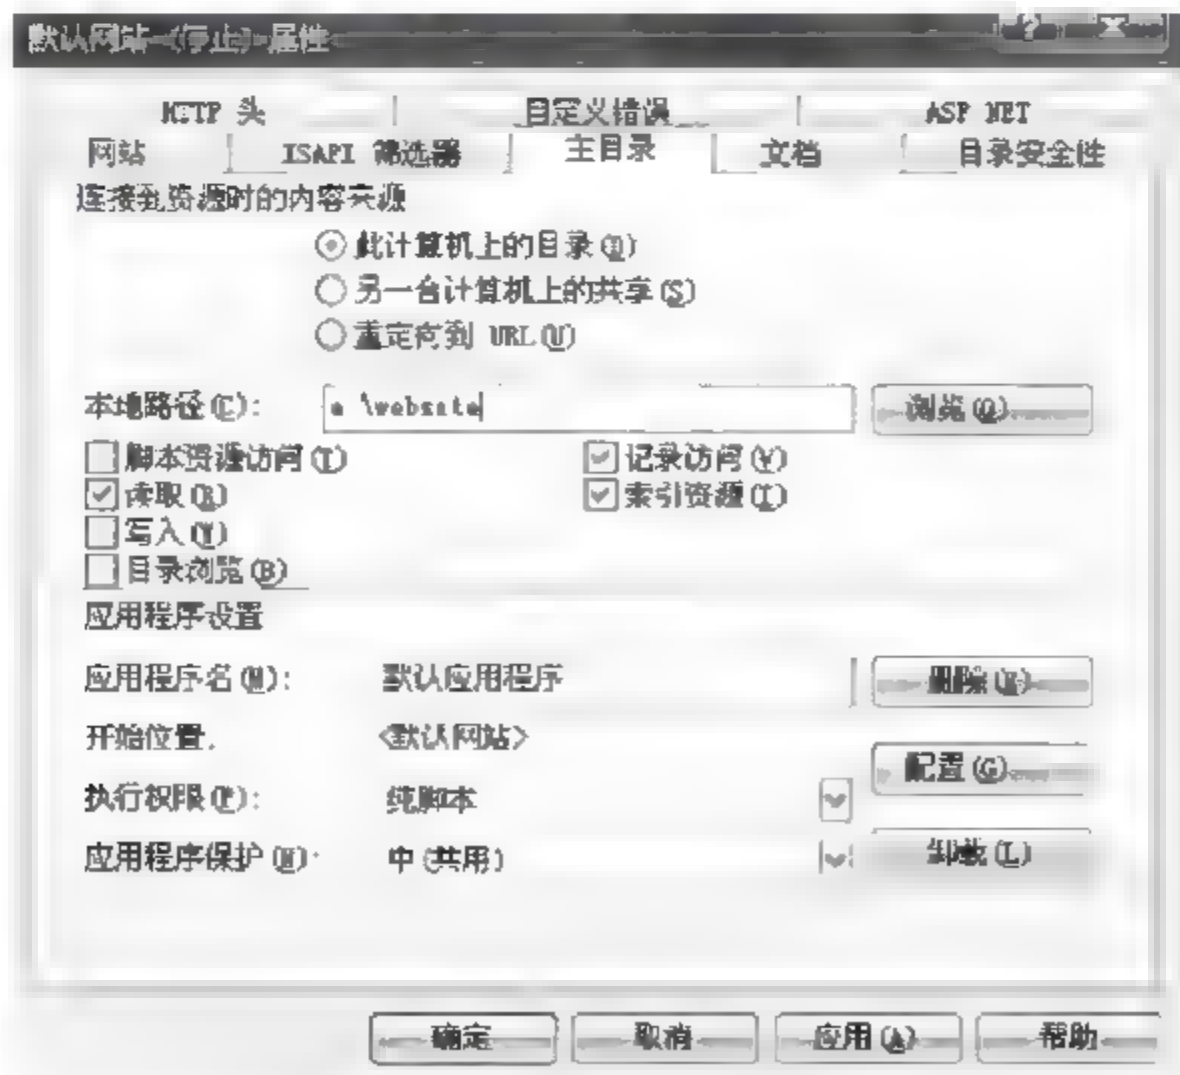 默认网站 (停止) 属性
HTTP 头 自定义错误 ASP NET
网站 ISAPI 筛选器 主目录 文档 目录安全性
连接到资源时的内容来源
此计算机上的目录(D)
另一台计算机上的共享(S)
重定向到 URL(U)
本地路径(C): e \website 浏览(O)...
脚本资源访问(T) 记录访问(V)
读取(R) 索引资源(I)
写入(W)
目录浏览(B)
应用程序设置
应用程序名(M): 默认应用程序 删除(E)
开始位置: <默认网站>
配置(G)...
执行权限(P): 纯脚本
应用程序保护(N): 中(共用) 卸载(L)
确定 取消 应用(A) 帮助